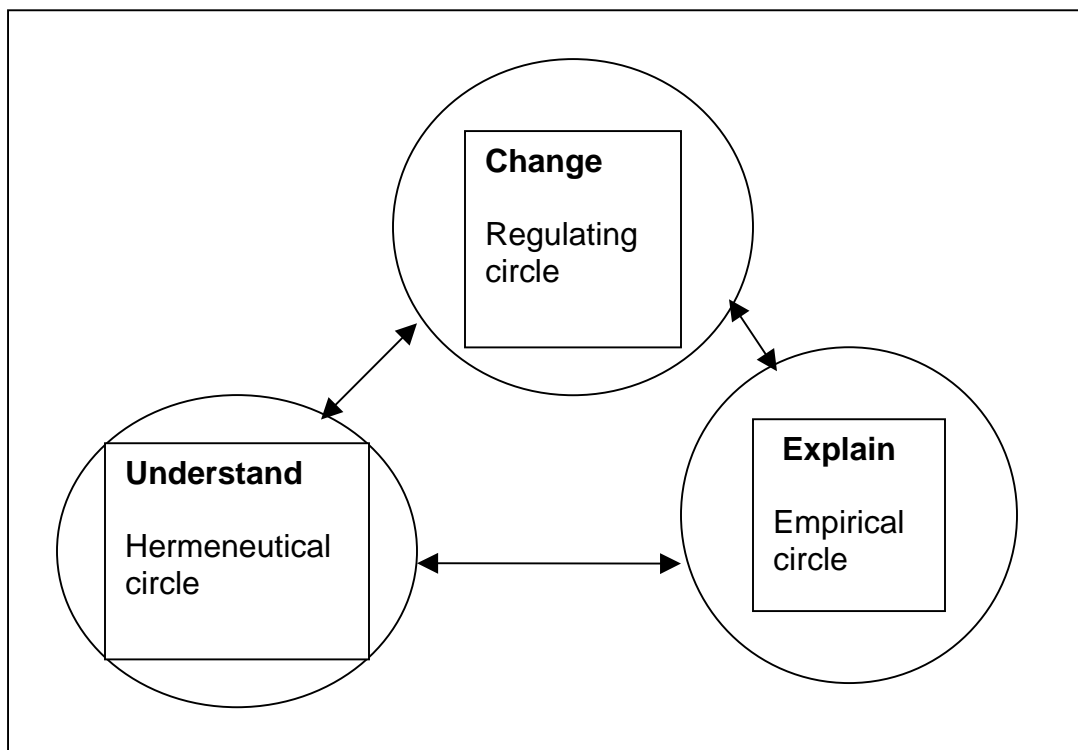 Change
Regulating
circle
Understand
Hermeneutical
circle
Explain
Empirical
circle